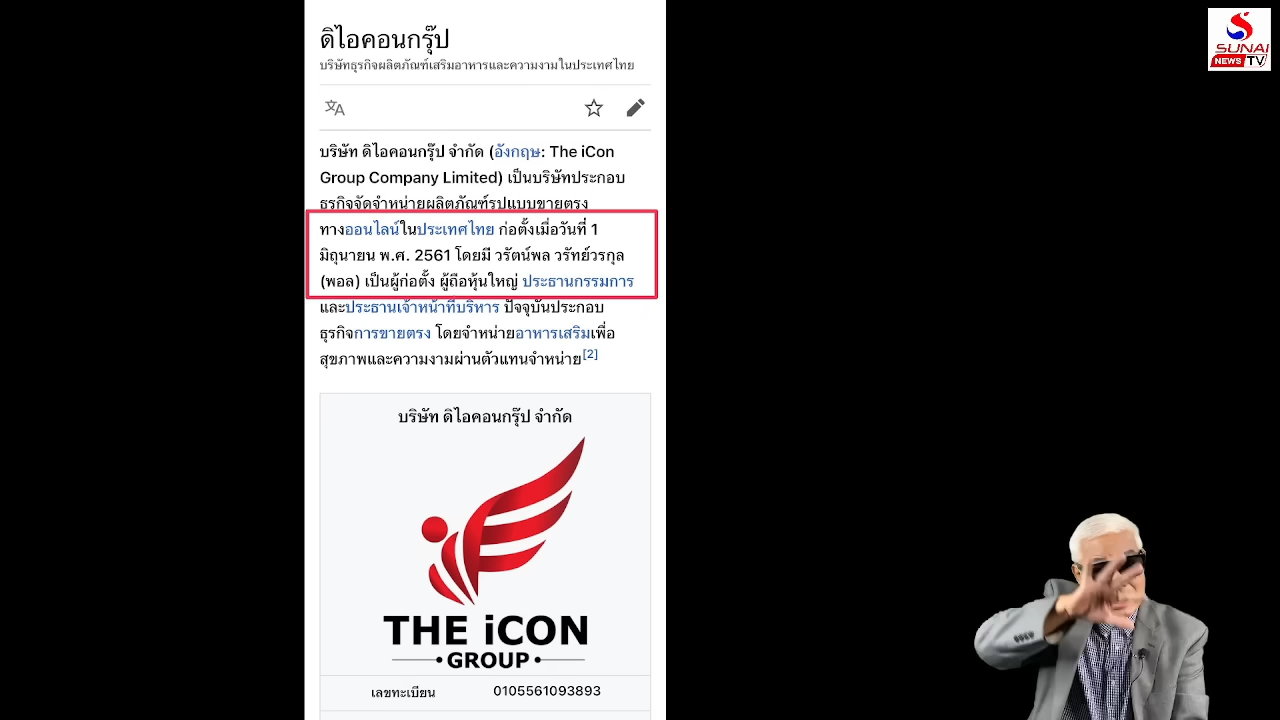 ดิไอคอนกรุ๊ป
บริษัทธุรกิจผลิตภัณฑ์เสริมอาหารและความงามในประเทศไทย
บริษัท ดิไอคอนกรุ๊ป จำกัด (อังกฤษ: The iCon
Group Company Limited) เป็นบริษัทประกอบ
ธุรกิจจัดจำหน่ายผลิตภัณฑ์รูปแบบขายตรง
ทางออนไลน์ในประเทศไทย ก่อตั้งเมื่อวันที่ 1
มิถุนายน พ.ศ. 2561 โดยมี วรัตน์พล วรัทย์วรกุล
(พอล) เป็นผู้ก่อตั้ง ผู้ถือหุ้นใหญ่ ประธานกรรมการ
และประธานเจ้าหน้าที่บริหาร ปัจจุบันประกอบ
ธุรกิจการขายตรง โดยจำหน่ายอาหารเสริมเพื่อ
สุขภาพและความงามผ่านตัวแทนจำหน่าย[2]
บริษัท ดิไอคอนกรุ๊ป จำกัด
THE iCON
GROUP
เลขทะเบียน 0105561093893
SUNAI
NEWS TV